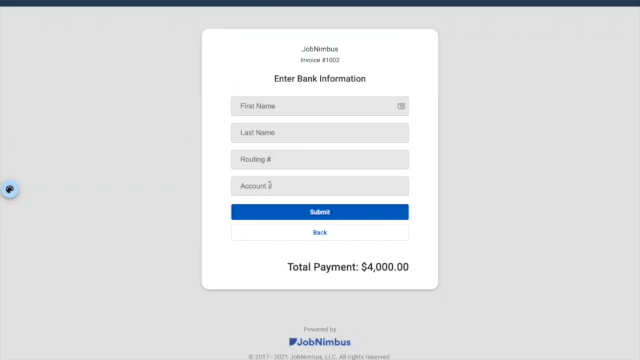 JobNimbus
Invoice #1002
Enter Bank Information
First Name
Last Name
Routing #
Account #
Submit
Back
Total Payment: $4,000.00
Powered by
JobNimbus
© 2017 - 2021 JobNimbus, LLC. All rights reserved.